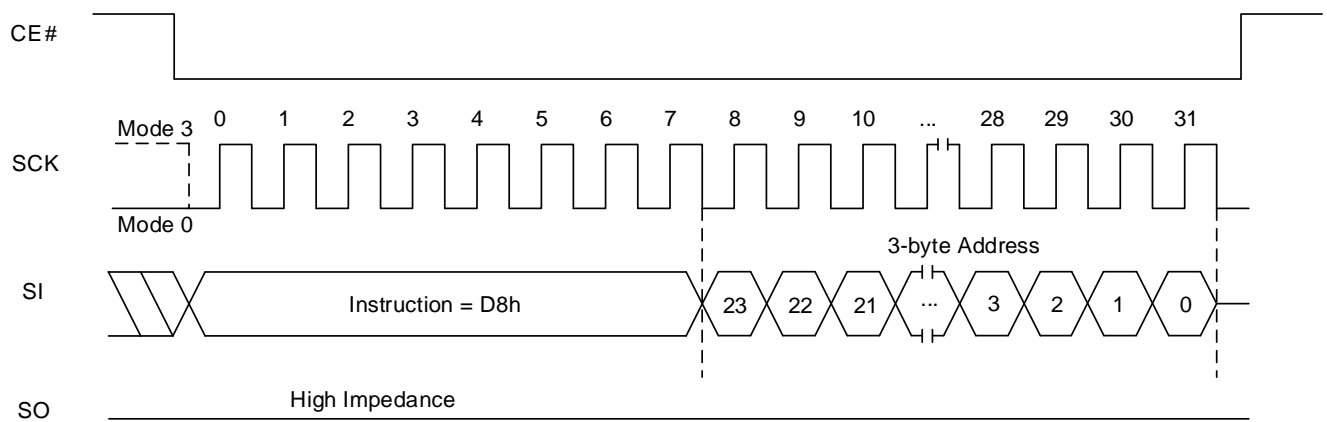 CE#
Mode 3
0 1 2 3 4 5 6 7 8 9 10 ... 28 29 30 31
SCK
Mode 0
3-byte Address
SI
Instruction = D8h
23 22 21 ... 3 2 1 0
High Impedance
SO